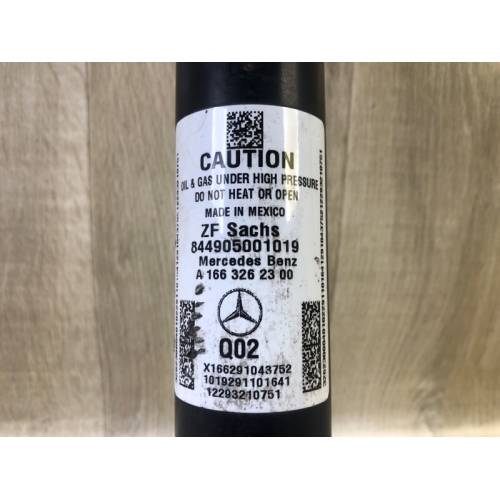 CAUTION
OIL & GAS UNDER HIGH PRESSURE
DO NOT HEAT OR OPEN
MADE IN MEXICO
ZF Sachs
844905001019
Mercedes Benz
A 166 326 23 00
Q02
X166291043752
1019291101641
12293210751